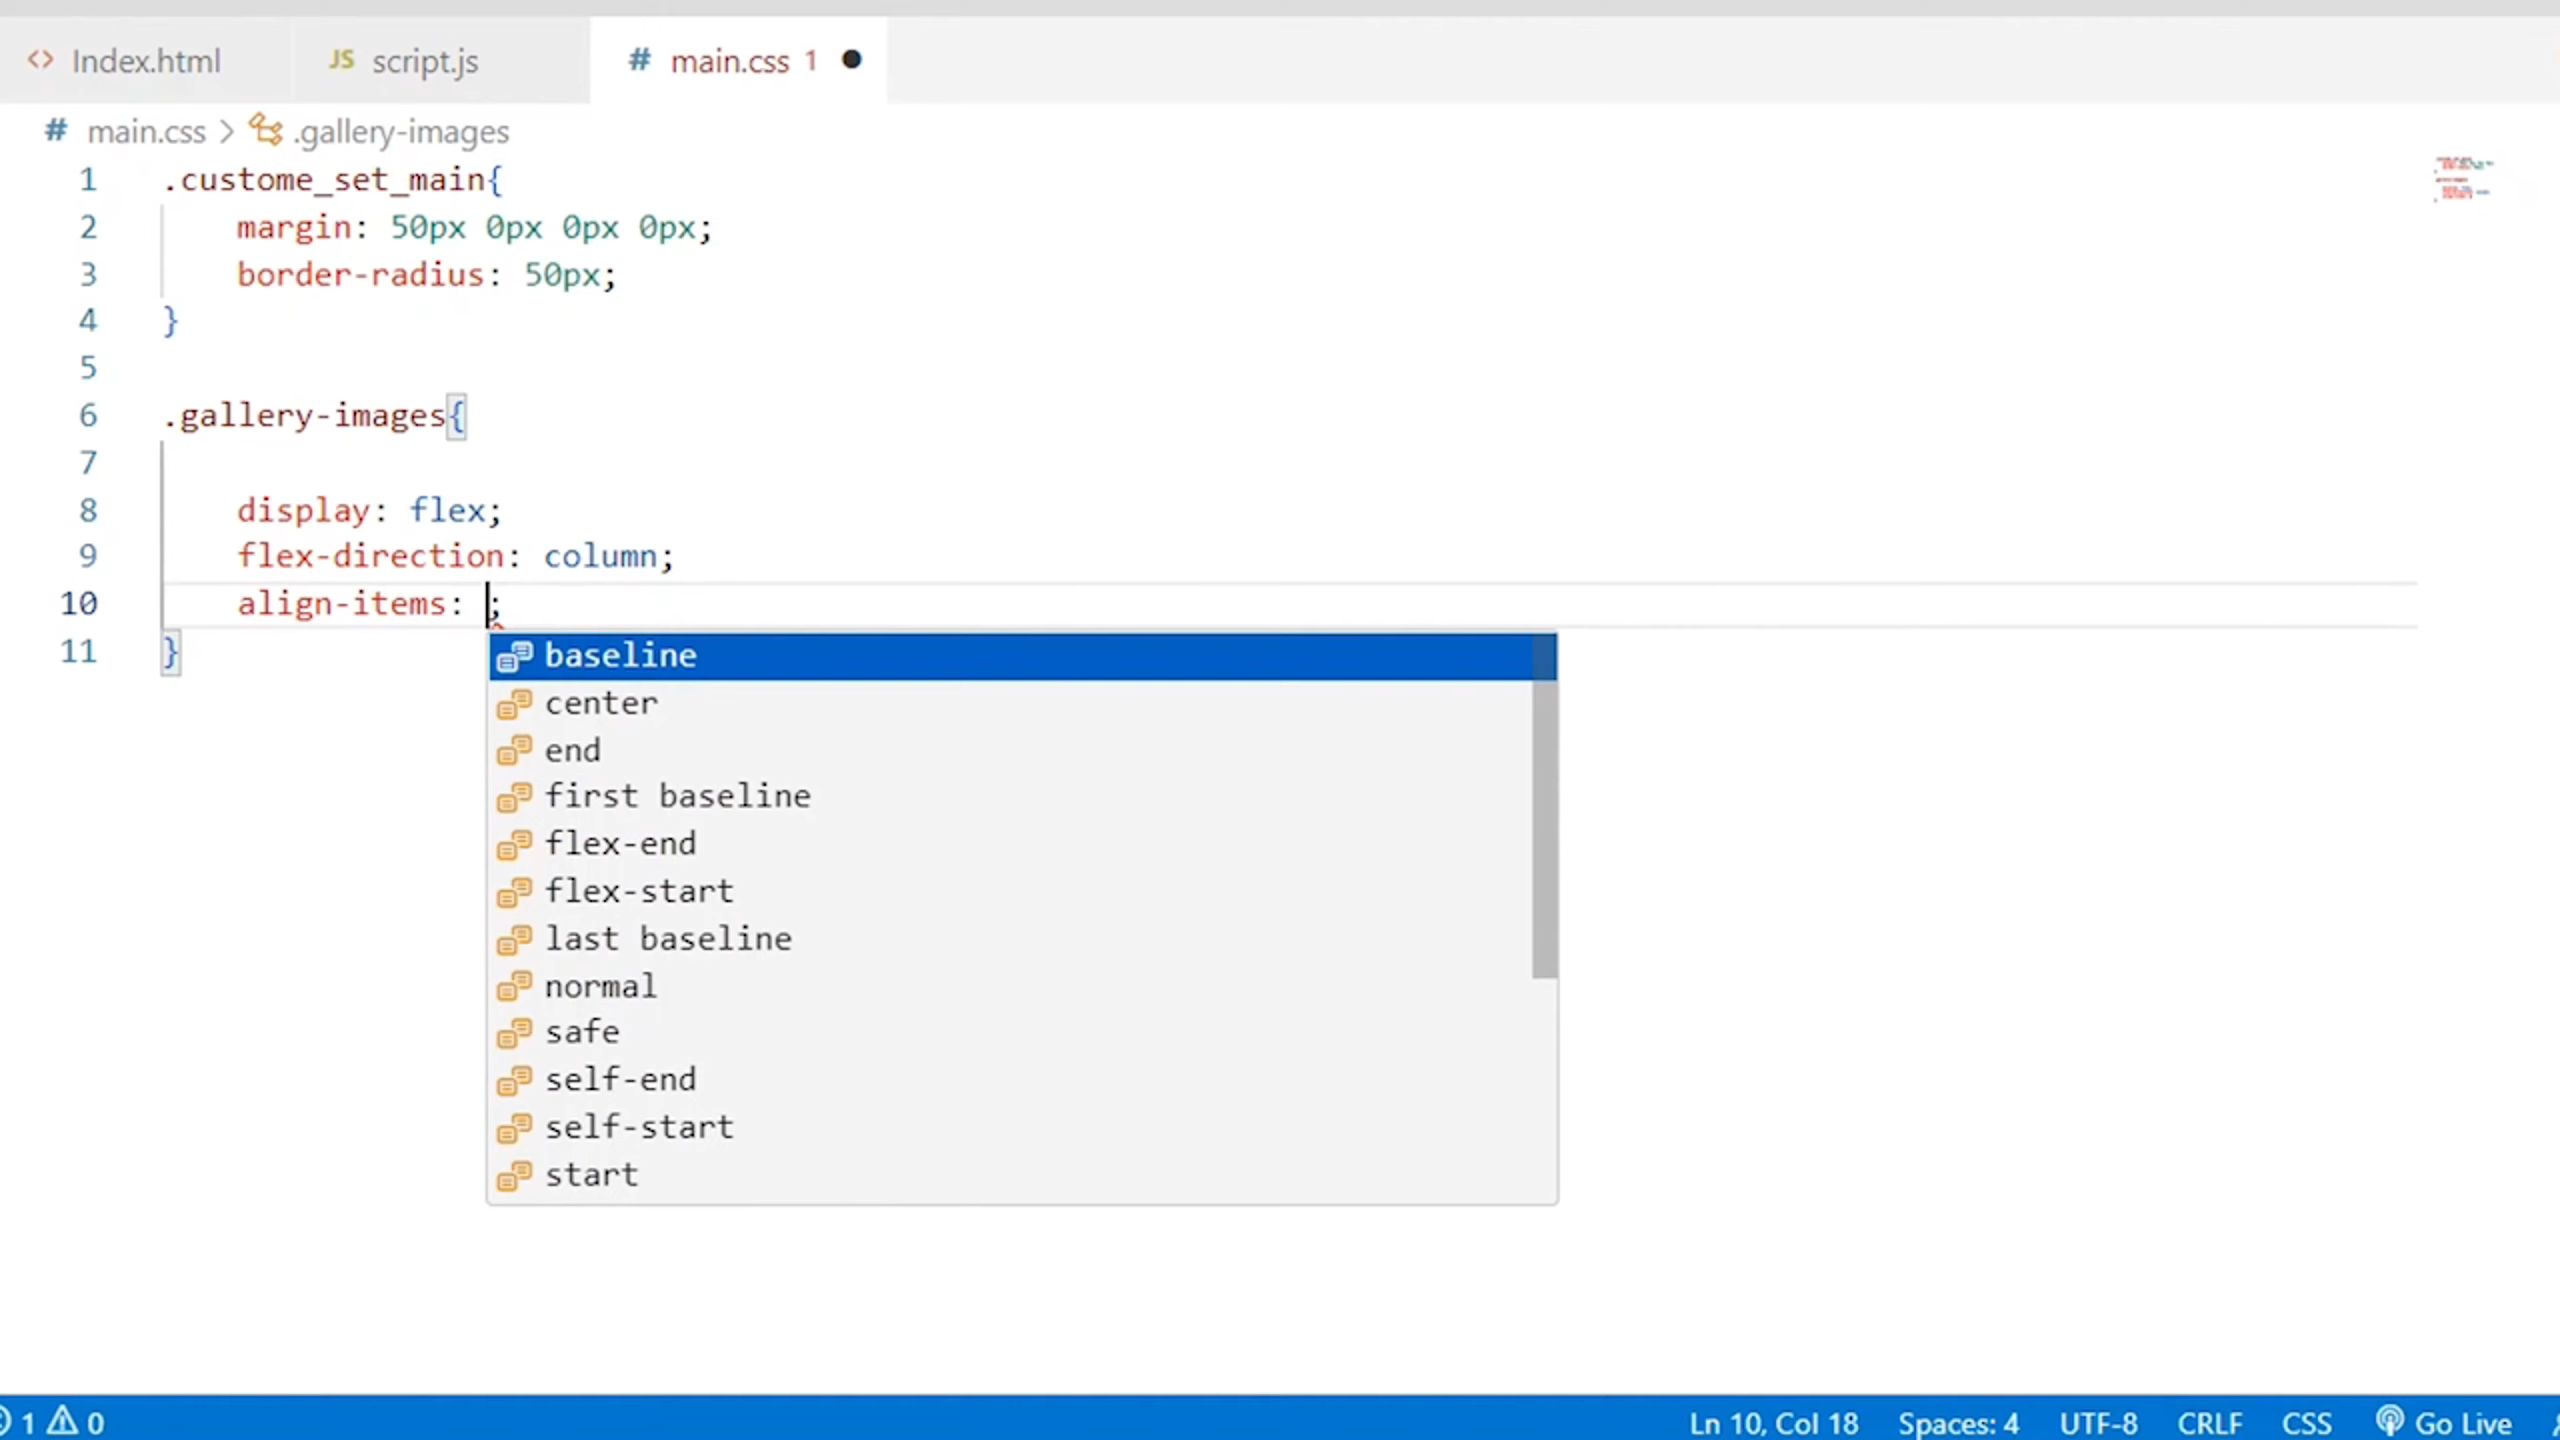 <> Index.html JS script.js # main.css 1 ●
# main.css > .gallery-images
1 .custome_set_main{
2 margin: 50px 0px 0px 0px;
3 border-radius: 50px;
4 }
5
6 .gallery-images{
7
8 display: flex;
9 flex-direction: column;
10 align-items: ;
11 }
baseline
center
end
first baseline
flex-end
flex-start
last baseline
normal
safe
self-end
self-start
start
1 0 Ln 10, Col 18 Spaces: 4 UTF-8 CRLF CSS Go Live